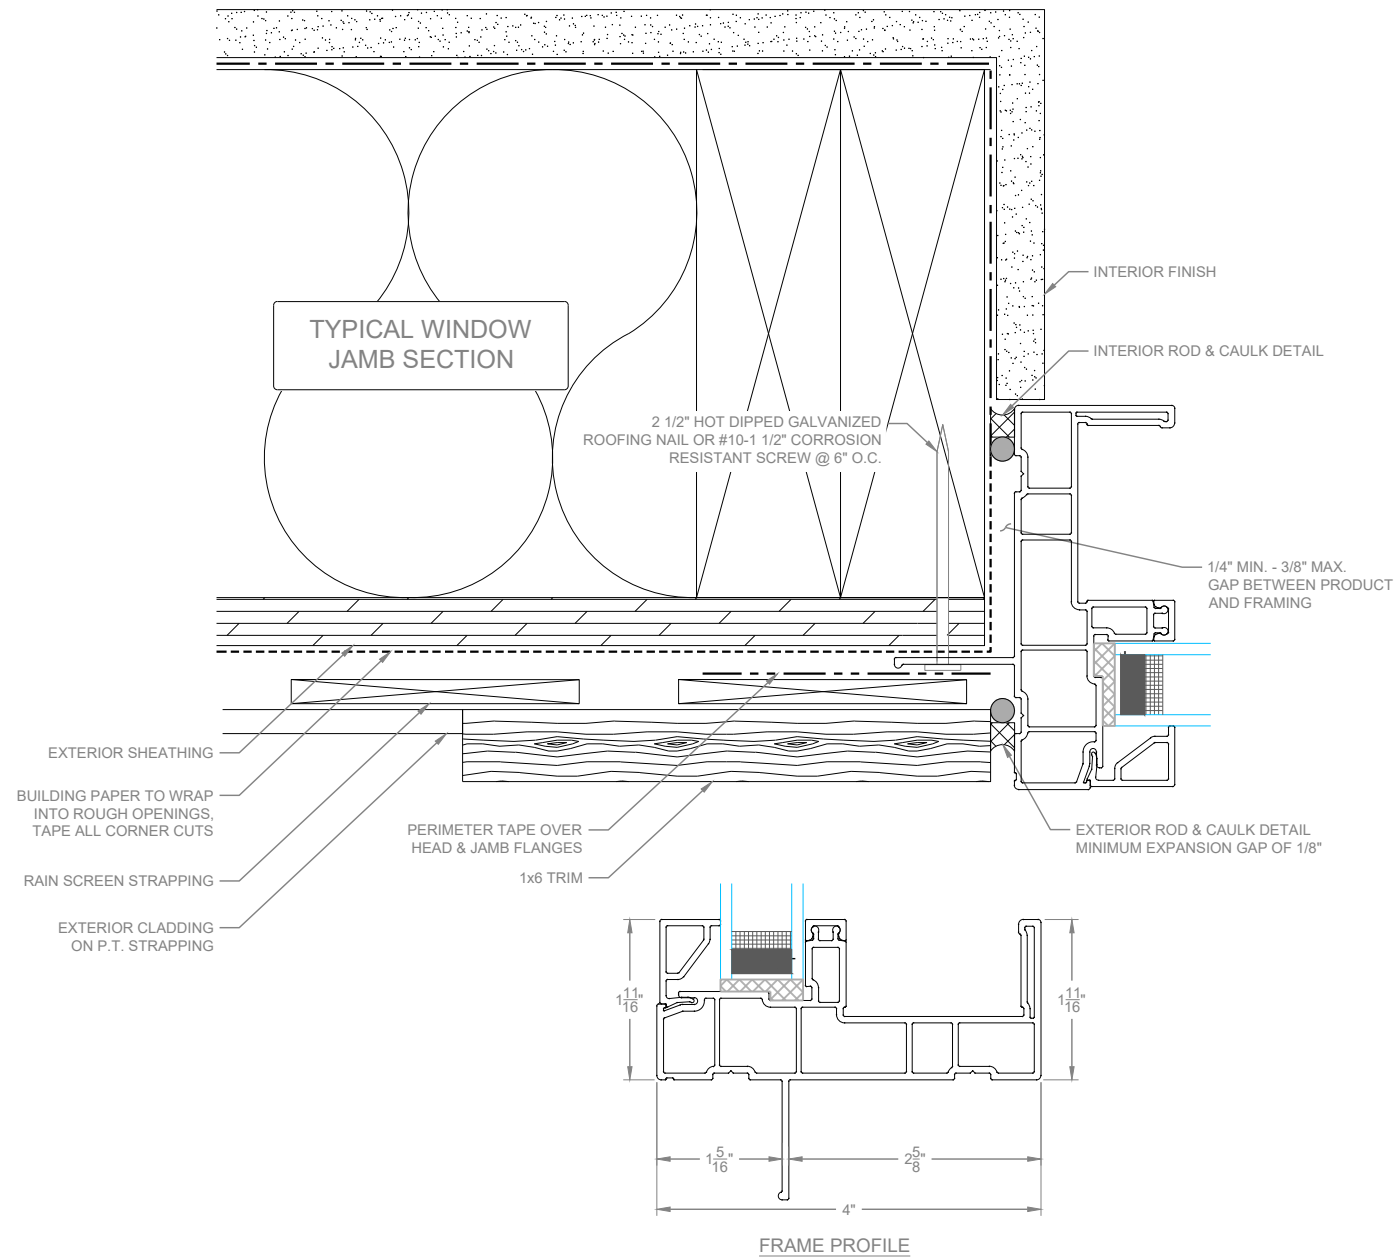 TYPICAL WINDOW
JAMB SECTION
INTERIOR FINISH
INTERIOR ROD & CAULK DETAIL
2 1/2" HOT DIPPED GALVANIZED
ROOFING NAIL OR #10-1 1/2" CORROSION
RESISTANT SCREW @ 6" O.C.
1/4" MIN. - 3/8" MAX.
GAP BETWEEN PRODUCT
AND FRAMING
EXTERIOR SHEATHING
BUILDING PAPER TO WRAP
INTO ROUGH OPENINGS,
TAPE ALL CORNER CUTS
RAIN SCREEN STRAPPING
EXTERIOR CLADDING
ON P.T. STRAPPING
PERIMETER TAPE OVER
HEAD & JAMB FLANGES
1x6 TRIM
EXTERIOR ROD & CAULK DETAIL
MINIMUM EXPANSION GAP OF 1/8"
1 11/16"
1 11/16"
1 5/16"
2 5/8"
4"
FRAME PROFILE